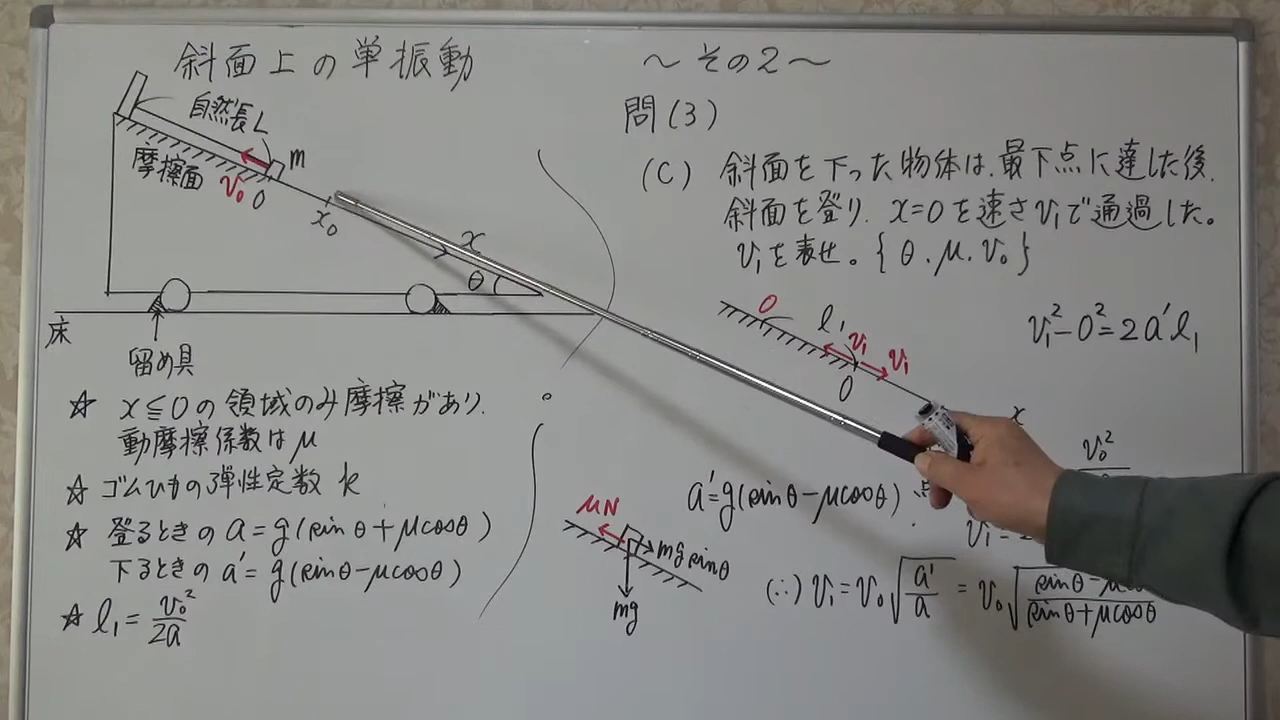 斜面上の単振動
～その2～
自然長L
m
摩擦面
v₀
0
x₀
x
θ
床
留め具
☆ x≦0の領域のみ摩擦があり、
動摩擦係数はμ
☆ ゴムひもの弾性定数 k
☆ 登るときの a=g(sinθ+μcosθ)
下るときの a'=g(sinθ-μcosθ)
☆ l₁=v₀²/2a
問(3)
(C) 斜面を下った物体は、最下点に達した後、
斜面を登り、x=0を速さv₁で通過した。
v₁を表せ。{θ、μ、v₀}
0
l₁
v₁
v₁
0
x
v₁²-0²=2a'l₁
v₀²
μN
mg sinθ
mg
a'=g(sinθ-μcosθ)
v₁=
(∴) v₁=v₀√(a'/a) = v₀√(sinθ-μcosθ/sinθ+μcosθ)